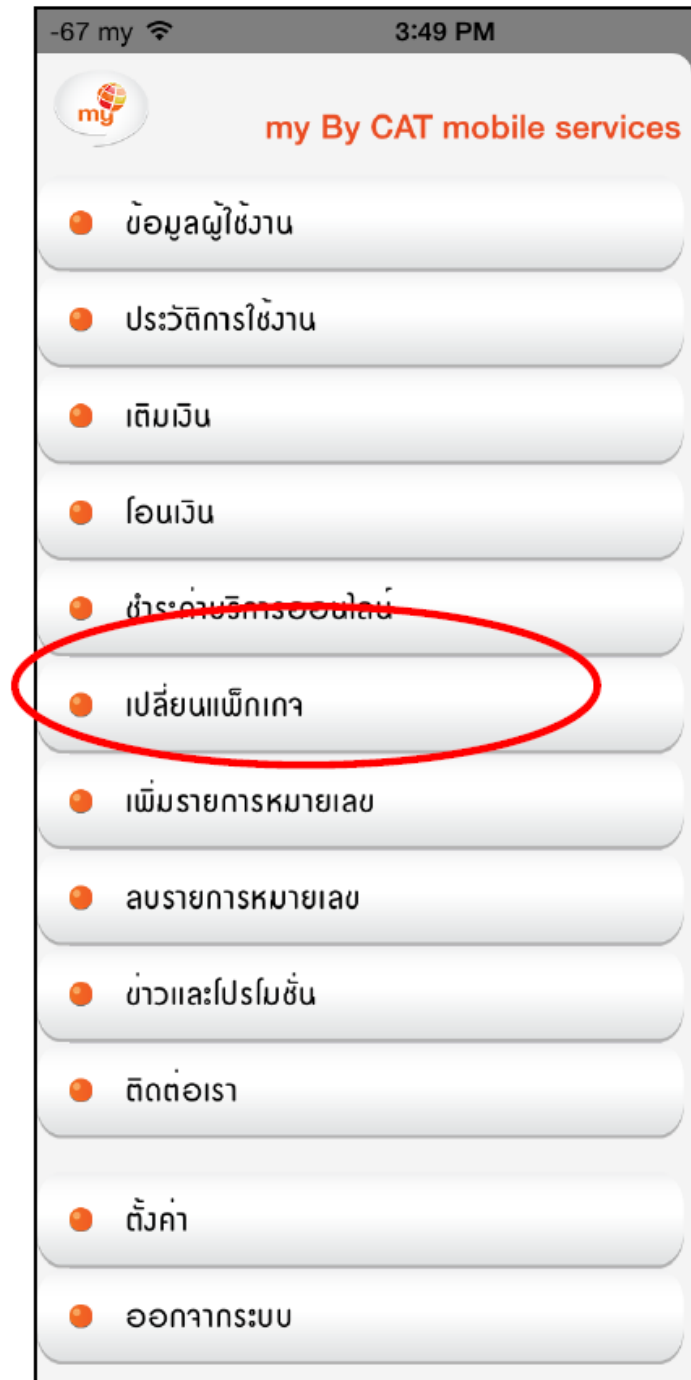 -67 my 3:49 PM
my
my By CAT mobile services
ข้อมูลผู้ใช้งาน
ประวัติการใช้งาน
เติมเงิน
โอนเงิน
ชำระค่าบริการออนไลน์
เปลี่ยนแพ็กเกจ
เพิ่มรายการหมายเลข
ลบรายการหมายเลข
ข่าวและโปรโมชั่น
ติดต่อเรา
ตั้งค่า
ออกจากระบบ